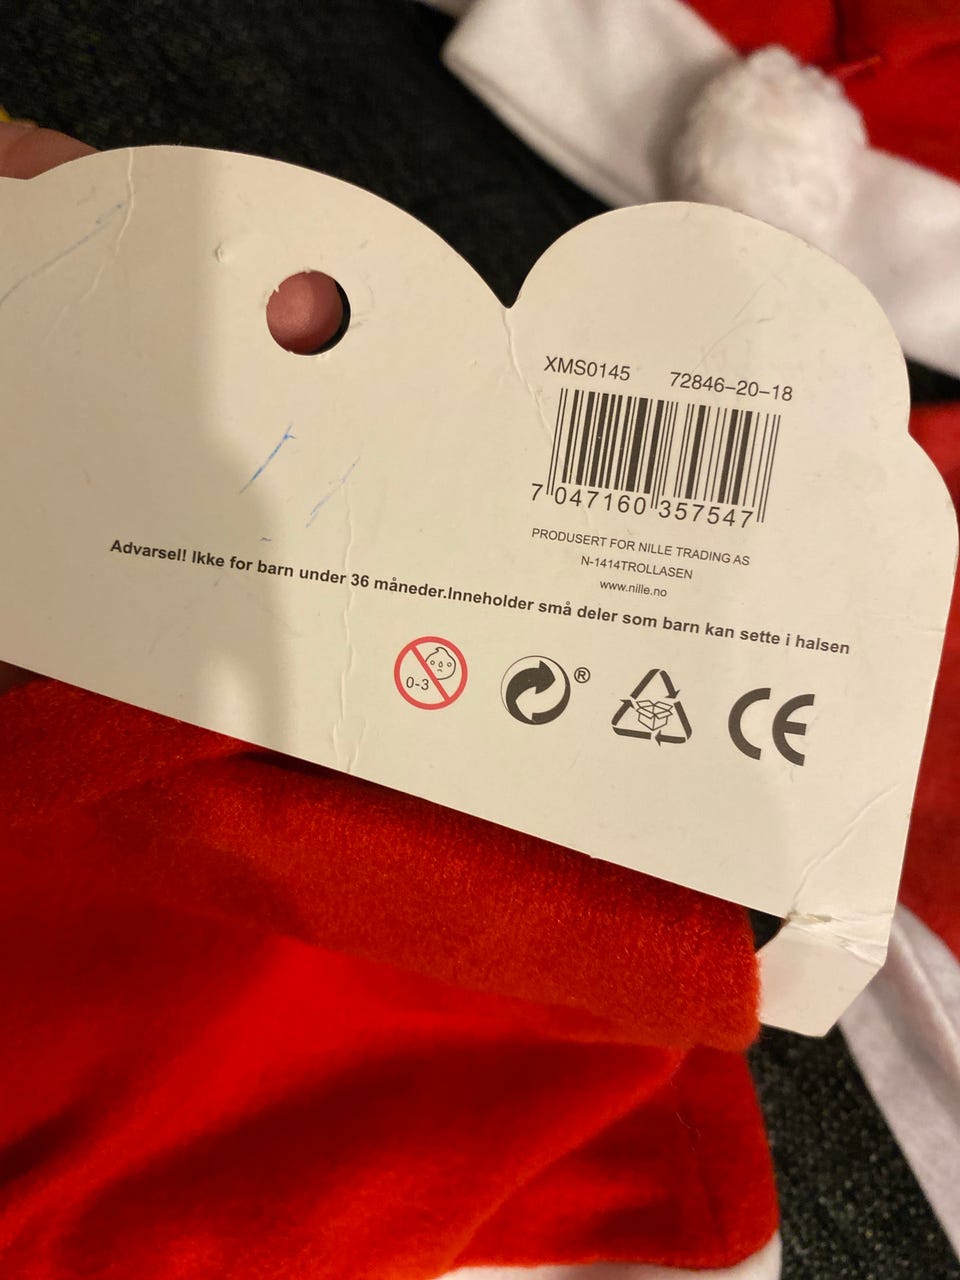 XMS0145 72846-20-18
7 047160 357547
PRODUSERT FOR NILLE TRADING AS
N-1414TROLLASEN
www.nille.no
Advarsel! Ikke for barn under 36 måneder.Inneholder små deler som barn kan sette i halsen
0-3
®
CE